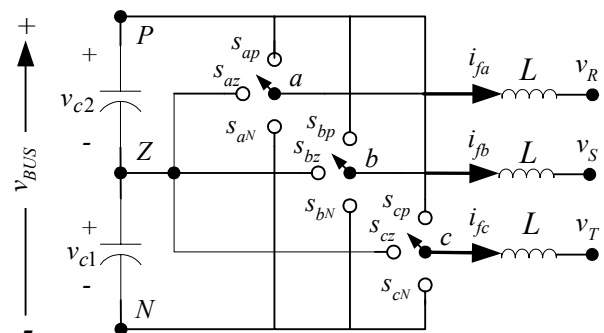 + P
+ s_ap
s_az a i_fa L v_R
v_c2
s_aN s_bp
- Z s_bz b i_fb L v_S
v_BUS
+ s_bN s_cp
v_c1 s_cz c i_fc L v_T
-
s_cN
- N